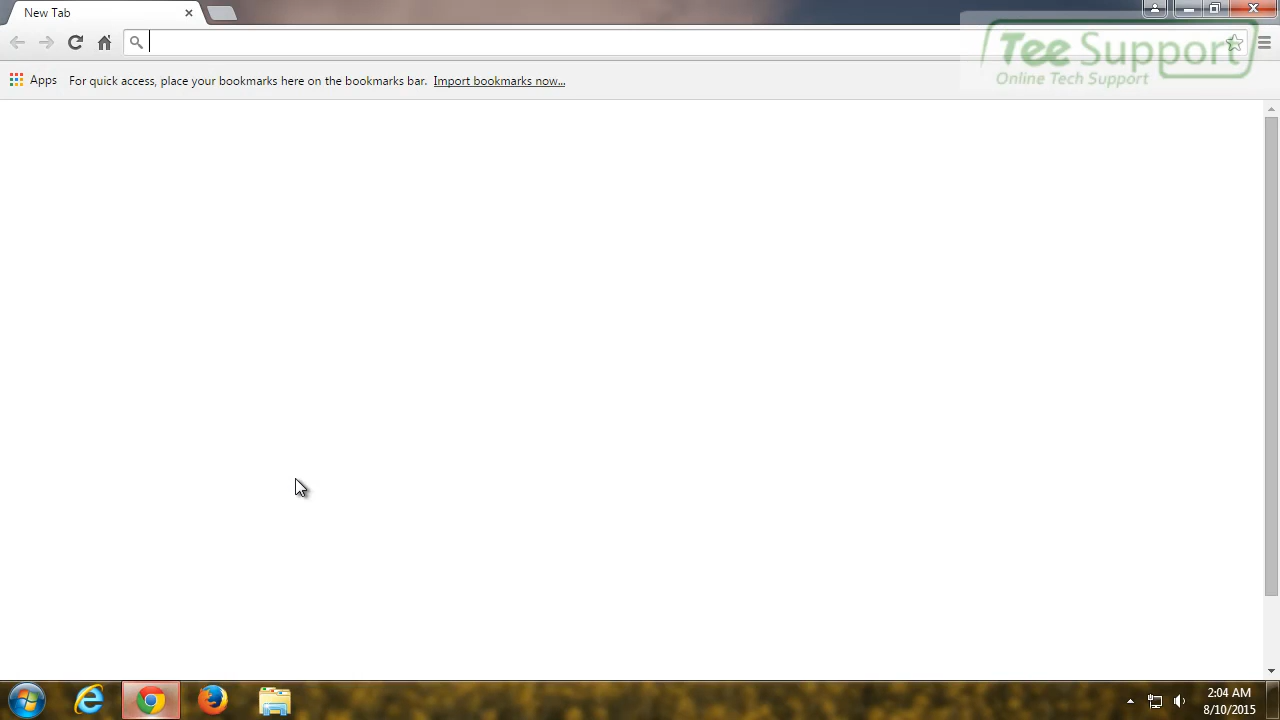 New Tab
Tee Support
Online Tech Support
Apps
For quick access, place your bookmarks here on the bookmarks bar. Import bookmarks now...
2:04 AM
8/10/2015